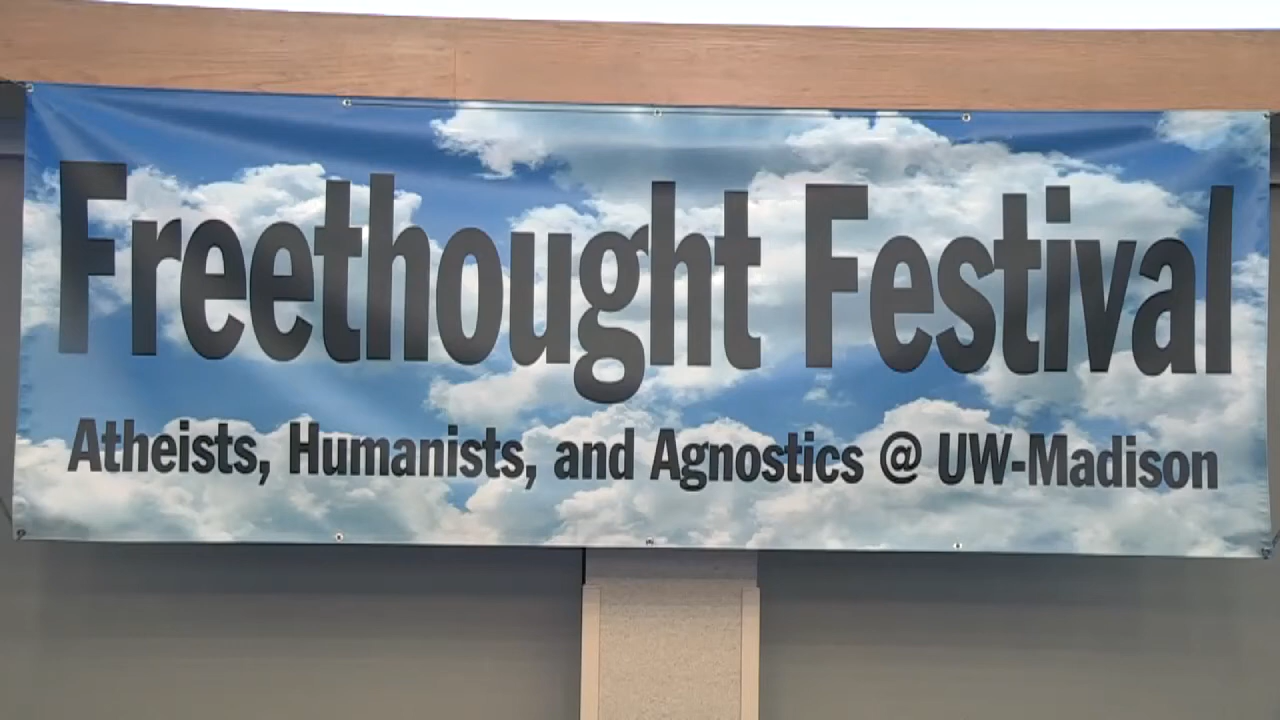 Freethought Festival
Atheists, Humanists, and Agnostics @ UW-Madison